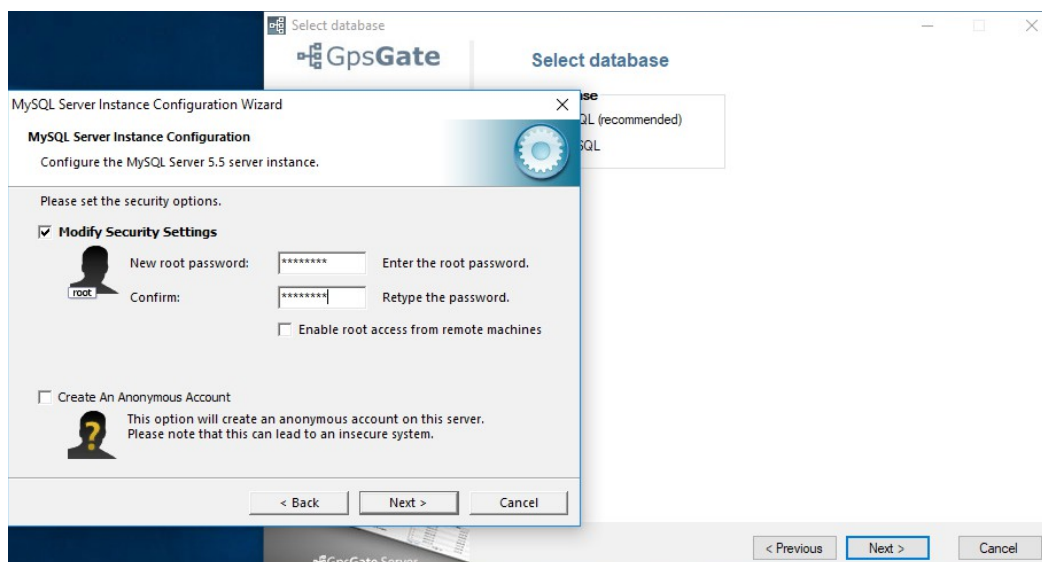 Select database
GpsGate
Select database
QL (recommended)
MySQL Server Instance Configuration Wizard
MySQL Server Instance Configuration
Configure the MySQL Server 5.5 server instance.
Please set the security options.
Modify Security Settings
root
New root password: ******** Enter the root password.
Confirm: ******** Retype the password.
Enable root access from remote machines
Create An Anonymous Account
This option will create an anonymous account on this server.
Please note that this can lead to an insecure system.
< Back Next > Cancel
GpsGate Server
< Previous Next > Cancel